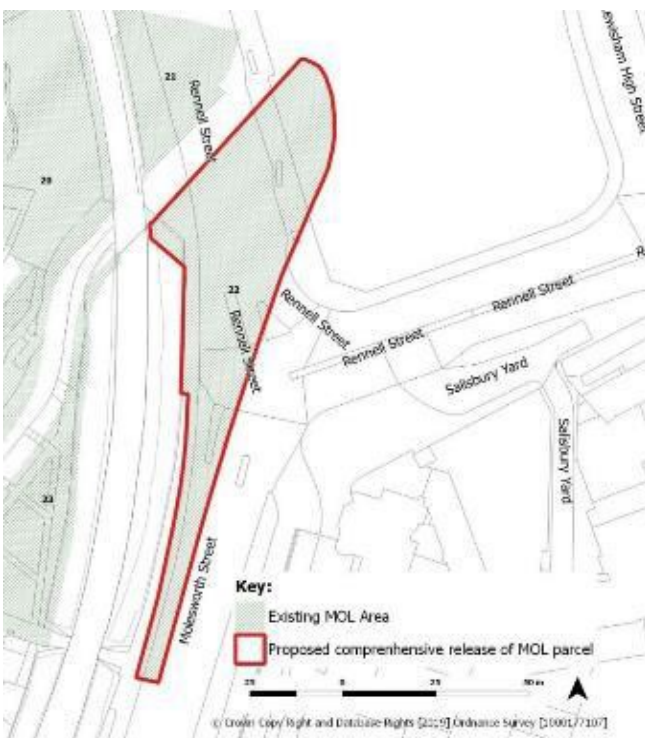 Lewisham High Street
21
Rennell Street
20
22
Rennell Street
Rennell Street
Rennell Street
Rennell Street
R
Salisbury Yard
Salisbury Yard
23
Molesworth Street
Key:
Existing MOL Area
Proposed comprenhensive release of MOL parcel
25
0
25
50 m
© Crown Copy Right and Database Rights [2019] Ordnance Survey [100017710?]